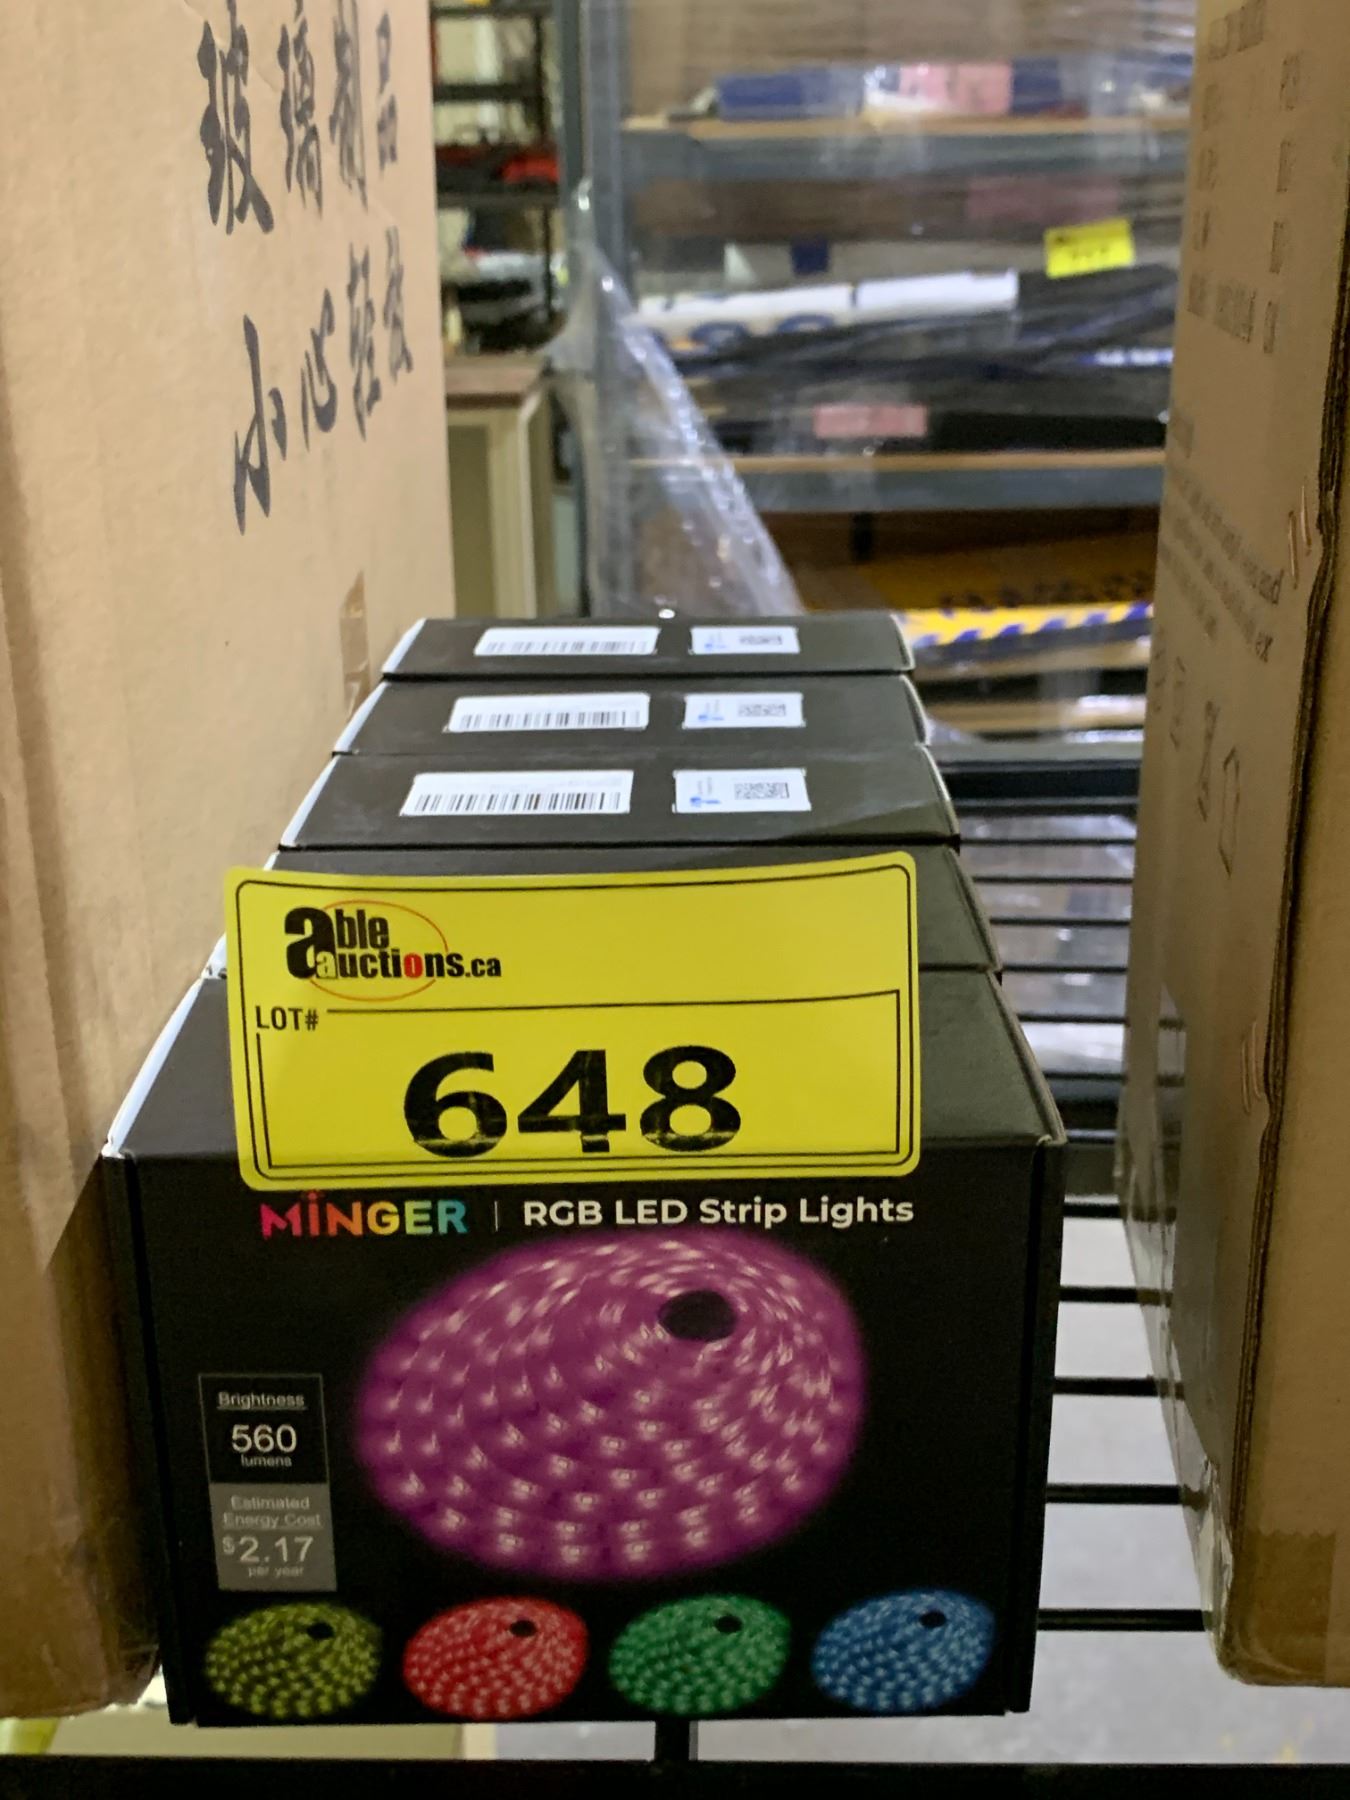 玻璃制品
小心轻放
able
auctions.ca
LOT#
648
MINGER | RGB LED Strip Lights
Brightness
560
lumens
Estimated
Energy Cost
$2.17
per year